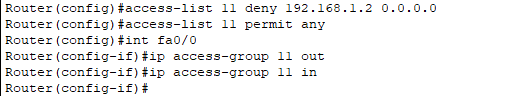 Router(config)#access-list 11 deny 192.168.1.2 0.0.0.0
Router(config)#access-list 11 permit any
Router(config)#int fa0/0
Router(config-if)#ip access-group 11 out
Router(config-if)#ip access-group 11 in
Router(config-if)#